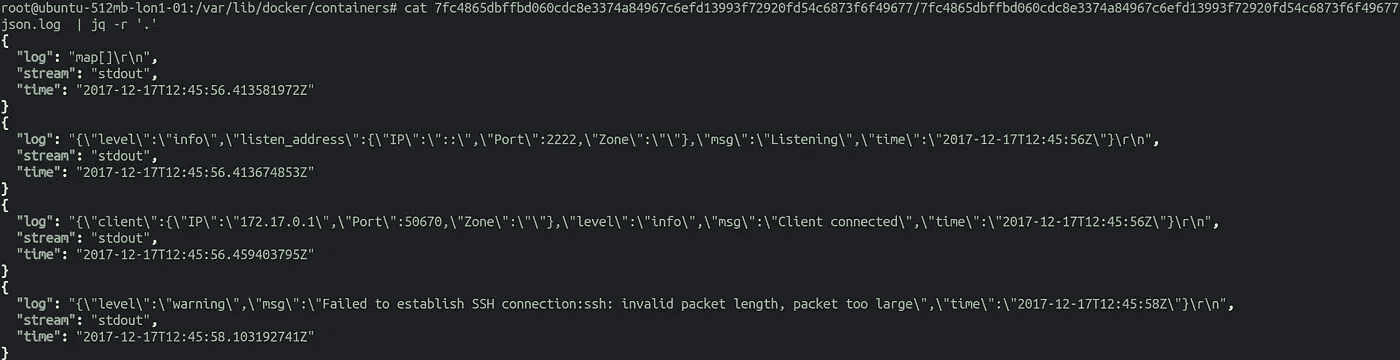 root@ubuntu-512mb-lon1-01:/var/lib/docker/containers# cat 7fc4865dbffbd060cdc8e3374a84967c6efd13993f72920fd54c6873f6f49677/7fc4865dbffbd060cdc8e3374a84967c6efd13993f72920fd54c6873f6f49677
json.log  | jq -r '.'
{
  "log": "map[]\r\n",
  "stream": "stdout",
  "time": "2017-12-17T12:45:56.413581972Z"
}
{
  "log": "{\"level\":\"info\",\"listen_address\":{\"IP\":\"::\",\"Port\":2222,\"Zone\":\"\"},\"msg\":\"Listening\",\"time\":\"2017-12-17T12:45:56Z\"}\r\n",
  "stream": "stdout",
  "time": "2017-12-17T12:45:56.413674853Z"
}
{
  "log": "{\"client\":{\"IP\":\"172.17.0.1\",\"Port\":50670,\"Zone\":\"\"},\"level\":\"info\",\"msg\":\"Client connected\",\"time\":\"2017-12-17T12:45:56Z\"}\r\n",
  "stream": "stdout",
  "time": "2017-12-17T12:45:56.459403795Z"
}
{
  "log": "{\"level\":\"warning\",\"msg\":\"Failed to establish SSH connection:ssh: invalid packet length, packet too large\",\"time\":\"2017-12-17T12:45:58Z\"}\r\n",
  "stream": "stdout",
  "time": "2017-12-17T12:45:58.103192741Z"
}